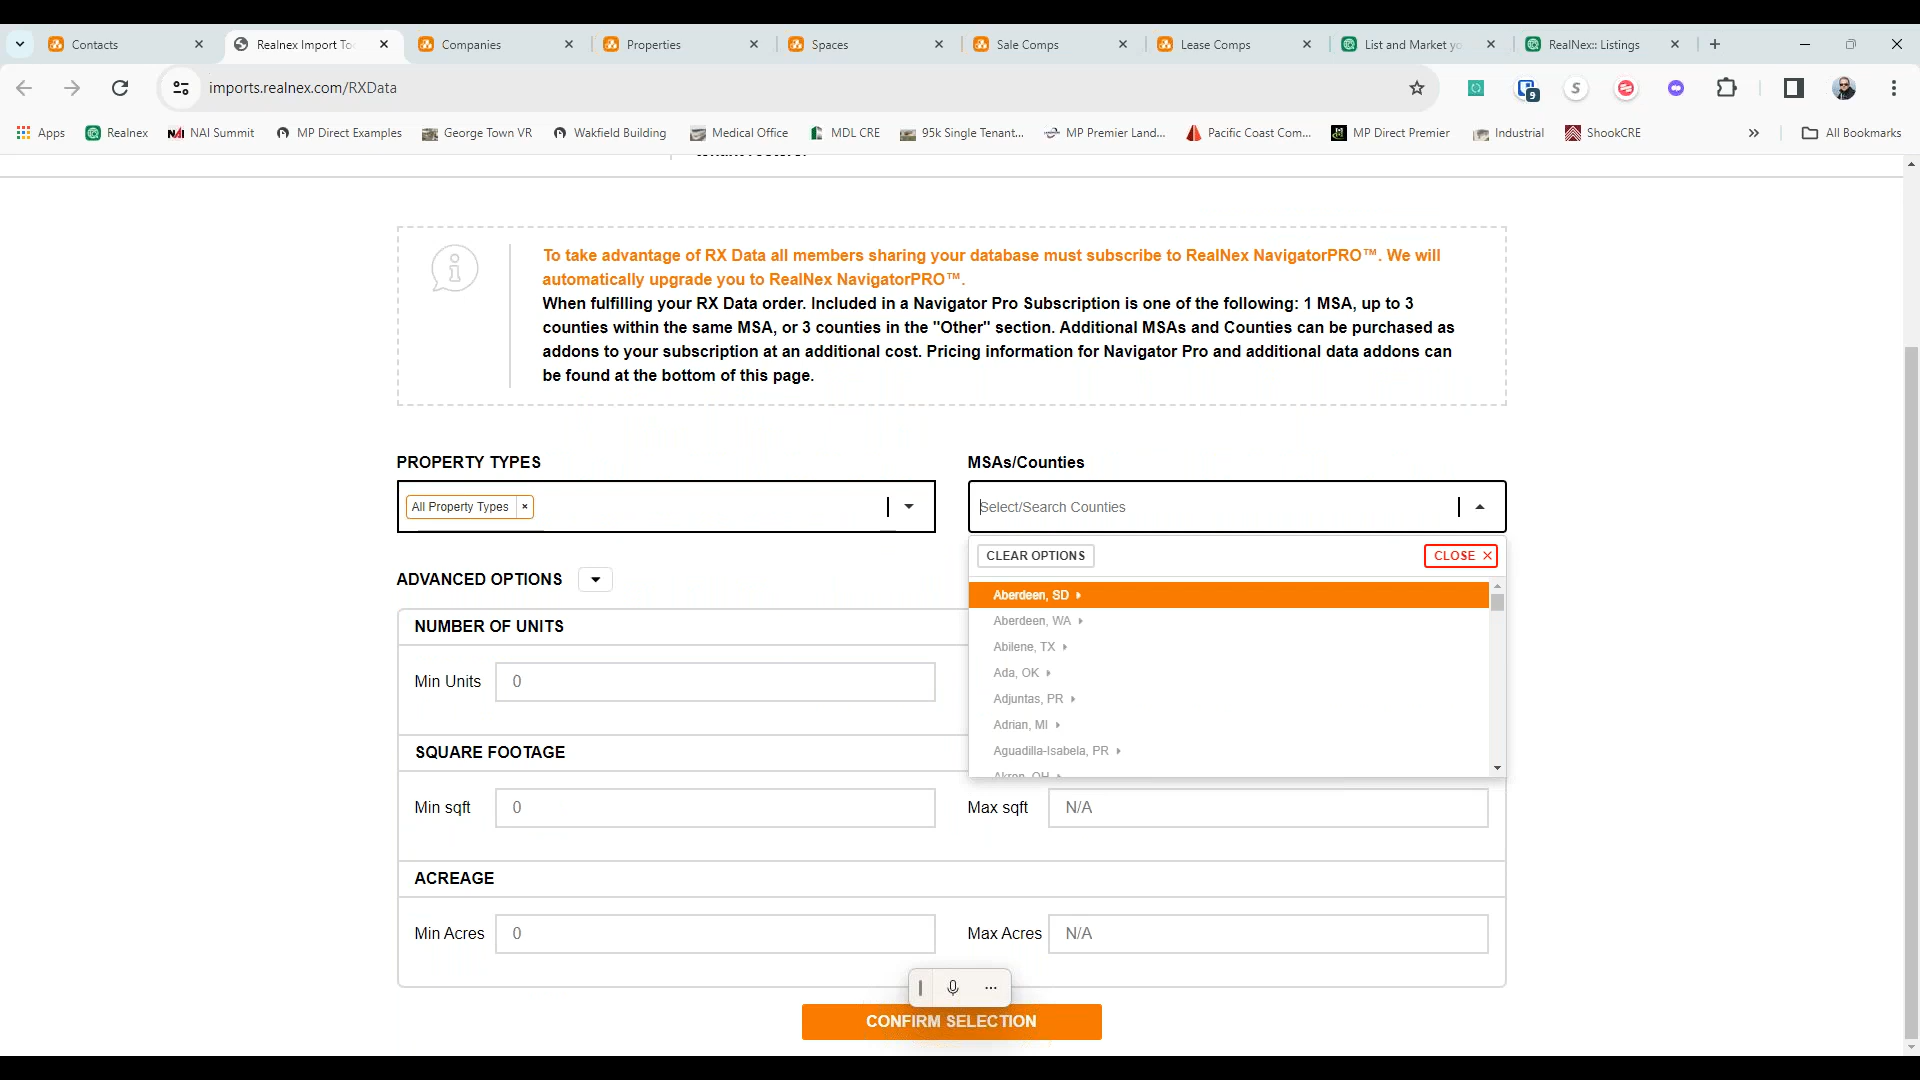 Contacts
Realnex Import To
Companies
Properties
Spaces
Sale Comps
Lease Comps
List and Market yo
RealNex:: Listings
imports.realnex.com/RXData
S
9
Apps
Realnex
NAI Summit
MP Direct Examples
George Town VR
Wakfield Building
Medical Office
MDL CRE
95k Single Tenant...
MP Premier Land...
Pacific Coast Com...
MP Direct Premier
Industrial
ShookCRE
All Bookmarks
To take advantage of RX Data all members sharing your database must subscribe to RealNex NavigatorPRO™. We will
automatically upgrade you to RealNex NavigatorPRO™.
When fulfilling your RX Data order. Included in a Navigator Pro Subscription is one of the following: 1 MSA, up to 3
counties within the same MSA, or 3 counties in the "Other" section. Additional MSAs and Counties can be purchased as
addons to your subscription at an additional cost. Pricing information for Navigator Pro and additional data addons can
be found at the bottom of this page.
PROPERTY TYPES
MSAs/Counties
All Property Types ×
Select/Search Counties
CLEAR OPTIONS
CLOSE ×
ADVANCED OPTIONS
Aberdeen, SD
Aberdeen, WA
Abilene, TX
Ada, OK
Adjuntas, PR
Adrian, MI
Aguadilla-Isabela, PR
Akron, OH
NUMBER OF UNITS
Min Units 0
SQUARE FOOTAGE
Min sqft 0
Max sqft N/A
ACREAGE
Min Acres 0
Max Acres N/A
CONFIRM SELECTION